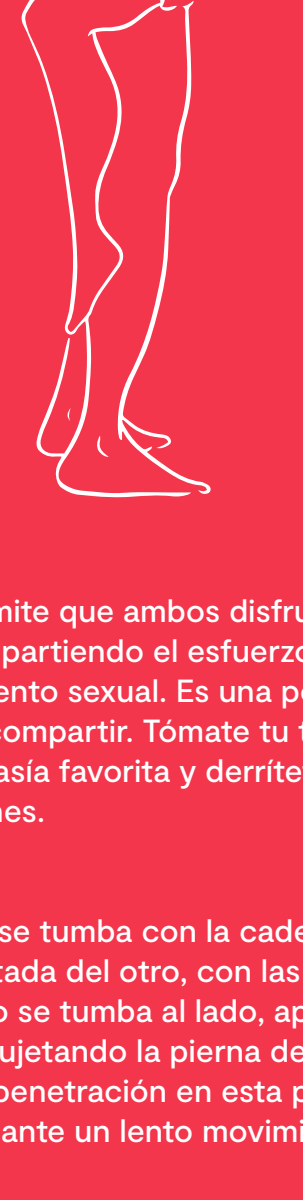 mite que ambos disfru
partiendo el esfuerzo
ento sexual. Es una p
compartir. Tómate tu t
asía favorita y derríte
nes.
se tumba con la cade
tada del otro, con las
o se tumba al lado, ap
ujetando la pierna de
penetración en esta p
ante un lento movimi